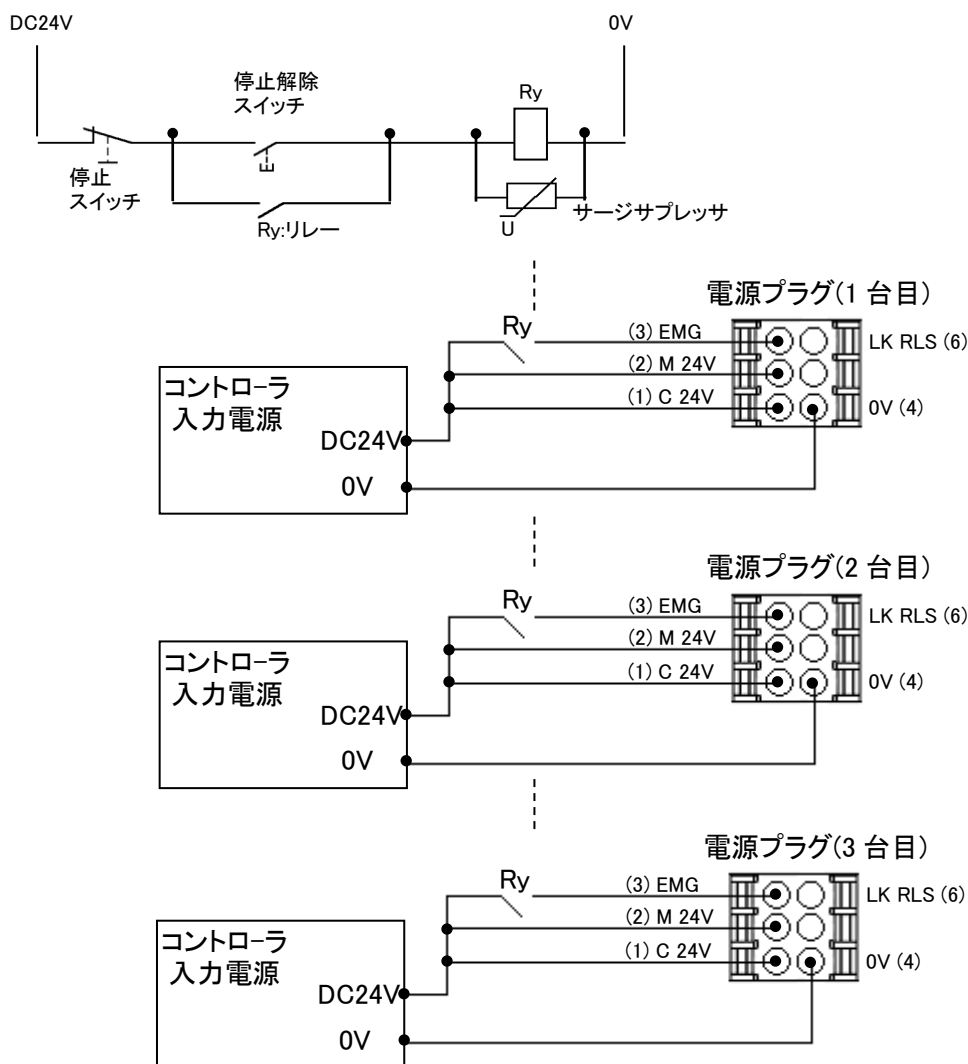 DC24V
0V
停止解除
スイッチ
Ry
停止
スイッチ
Ry:リレー
U
サージサプレッサ
電源プラグ(1 台目)
Ry
(3) EMG
LK RLS (6)
(2) M 24V
(1) C 24V
0V (4)
コントローラ
入力電源
DC24V
0V
電源プラグ(2 台目)
Ry
(3) EMG
LK RLS (6)
(2) M 24V
(1) C 24V
0V (4)
コントローラ
入力電源
DC24V
0V
電源プラグ(3 台目)
Ry
(3) EMG
LK RLS (6)
(2) M 24V
(1) C 24V
0V (4)
コントローラ
入力電源
DC24V
0V